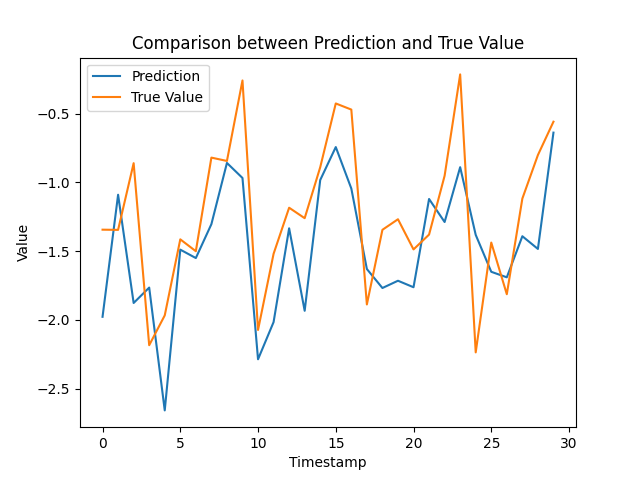 Comparison between Prediction and True Value
Prediction
True Value
−0.5
−1.0
−1.5
−2.0
−2.5
Value
0 5 10 15 20 25 30
Timestamp